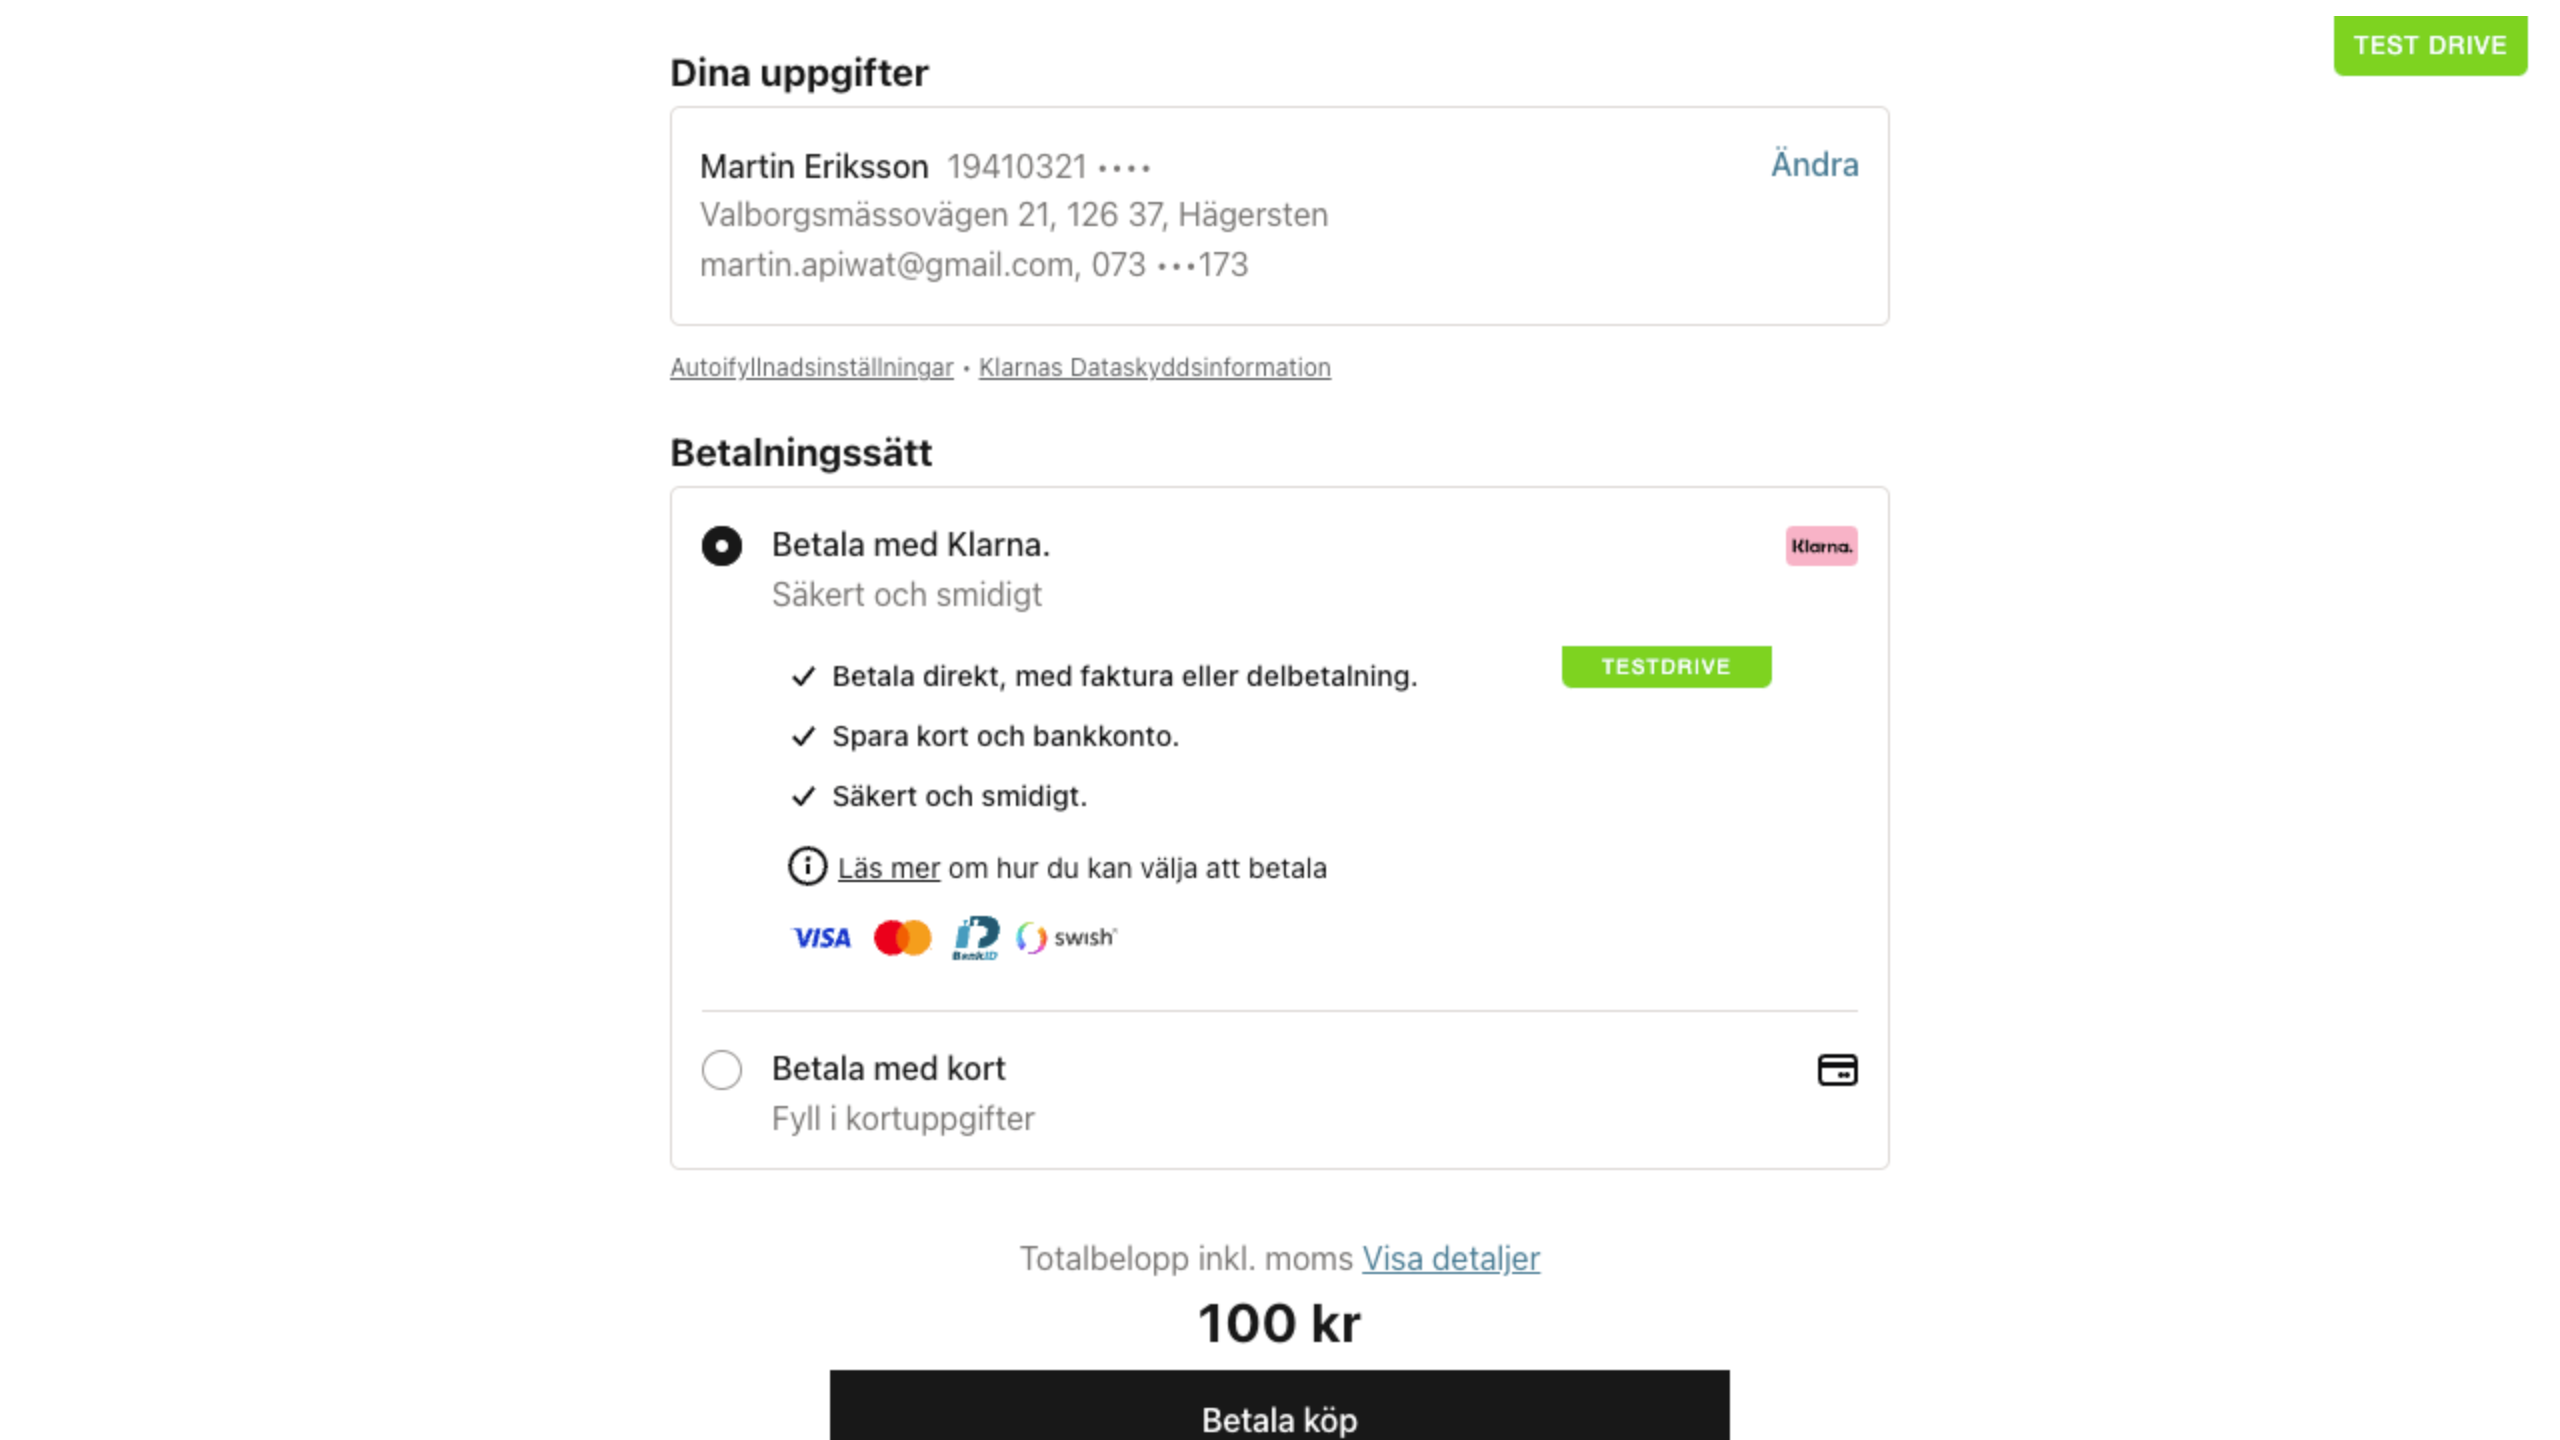 TEST DRIVE
Dina uppgifter
Martin Eriksson 19410321 ••••
Ändra
Valborgsmässovägen 21, 126 37, Hägersten
martin.apiwat@gmail.com, 073 •••173
Autoifyllnadsinställningar • Klarnas Dataskyddsinformation
Betalningssätt
Betala med Klarna.
Klarna.
Säkert och smidigt
TESTDRIVE
Betala direkt, med faktura eller delbetalning.
Spara kort och bankkonto.
Säkert och smidigt.
Läs mer om hur du kan välja att betala
VISA BankID swish
Betala med kort
Fyll i kortuppgifter
Totalbelopp inkl. moms Visa detaljer
100 kr
Betala köp